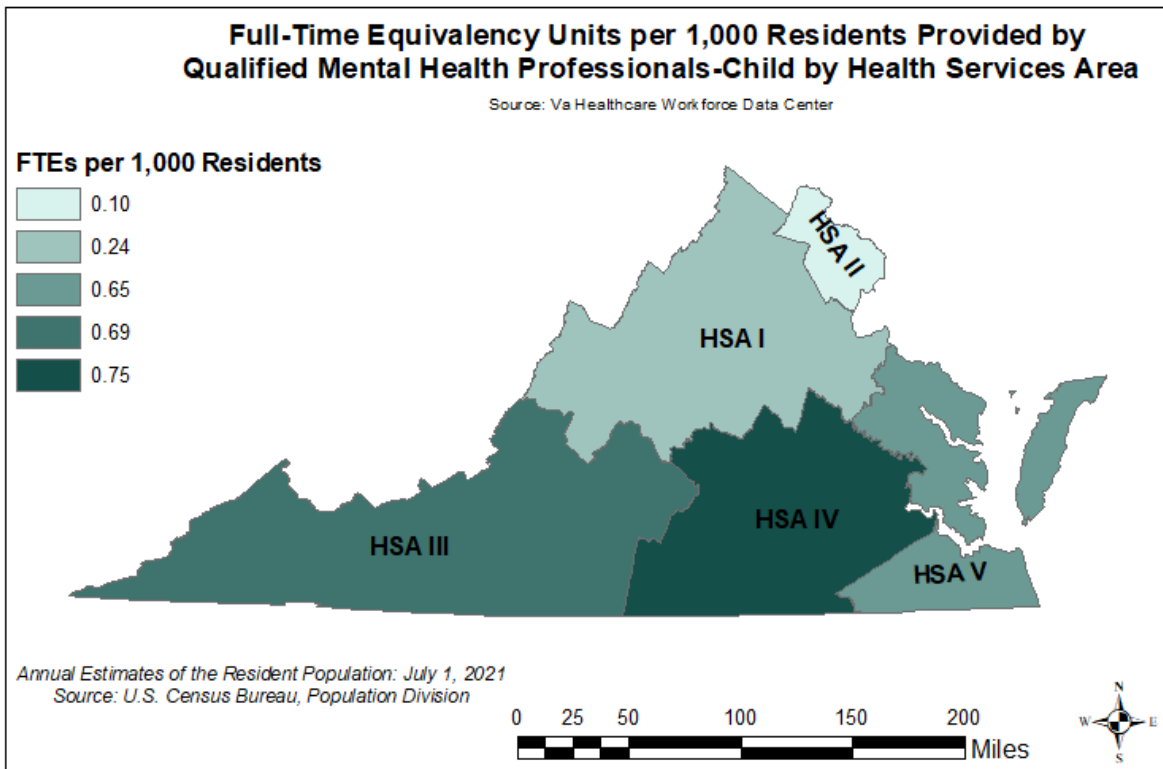 Full-Time Equivalency Units per 1,000 Residents Provided by
Qualified Mental Health Professionals-Child by Health Services Area
Source: Va Healthcare Workforce Data Center
FTEs per 1,000 Residents
0.10
0.24
0.65
0.69
0.75
HSA II
HSA I
HSA IV
HSA III
HSA V
Annual Estimates of the Resident Population: July 1, 2021
Source: U.S. Census Bureau, Population Division
0 25 50 100 150 200
Miles
N
W E
S